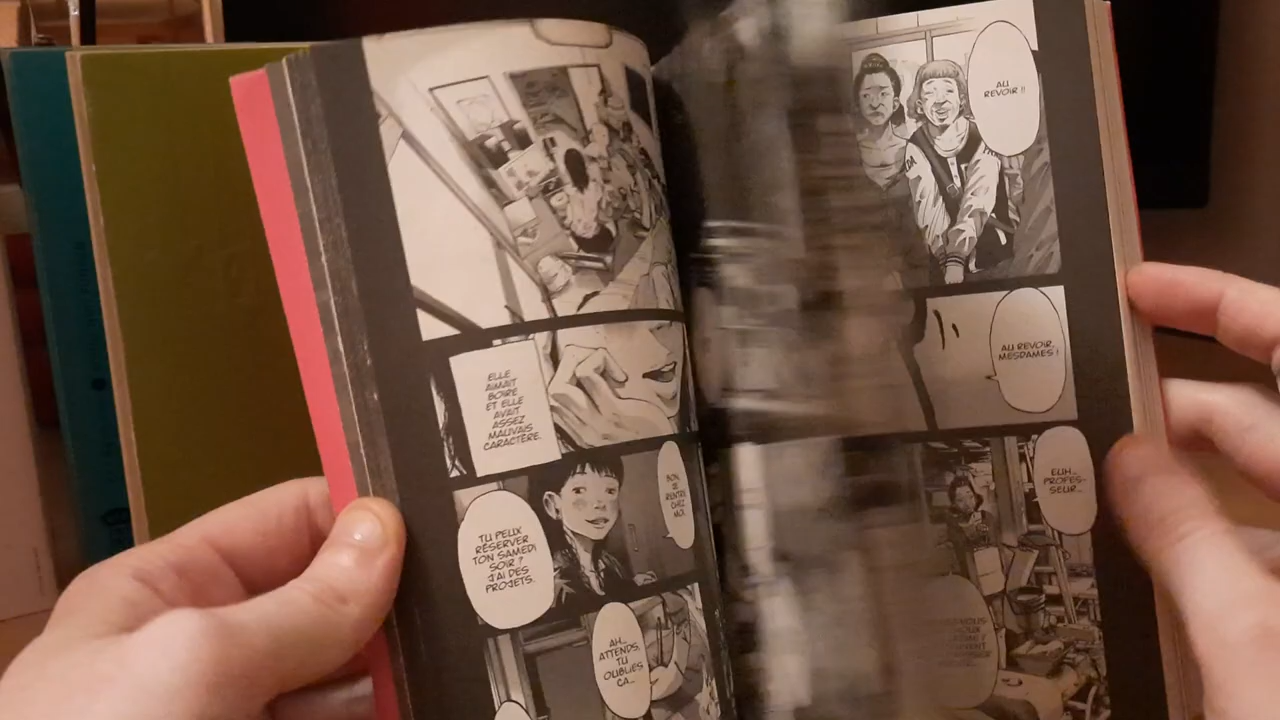 ELLE
AIMAIT
BOIRE
ET ELLE
AVAIT
ASSEZ
MAUVAIS
CARACTÈRE.
BON,
JE
RENTRE
CHEZ
MOI.
TU PEUX
RÉSERVER
TON SAMEDI
SOIR ?
J'AI DES
PROJETS.
AH...
ATTENDS,
TU
OUBLIES
ÇA...
AU
REVOIR !!
AU REVOIR,
MESDAMES !
EUH...
PROFES-
SEUR...